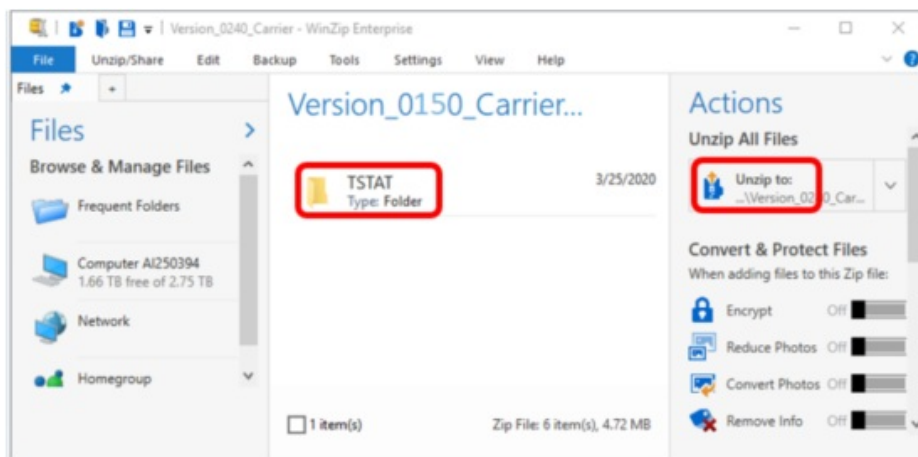 Version_0240_Carrier - WinZip Enterprise
File Unzip/Share Edit Backup Tools Settings View Help
Files +
Files
Browse & Manage Files
Frequent Folders
Computer AI250394
1.66 TB free of 2.75 TB
Network
Homegroup
Version_0150_Carrier...
TSTAT
Type: Folder
3/25/2020
1 item(s)
Zip File: 6 item(s), 4.72 MB
Actions
Unzip All Files
Unzip to:
...\Version_0240_Car...
Convert & Protect Files
When adding files to this Zip file:
Encrypt Off
Reduce Photos Off
Convert Photos Off
Remove Info Off